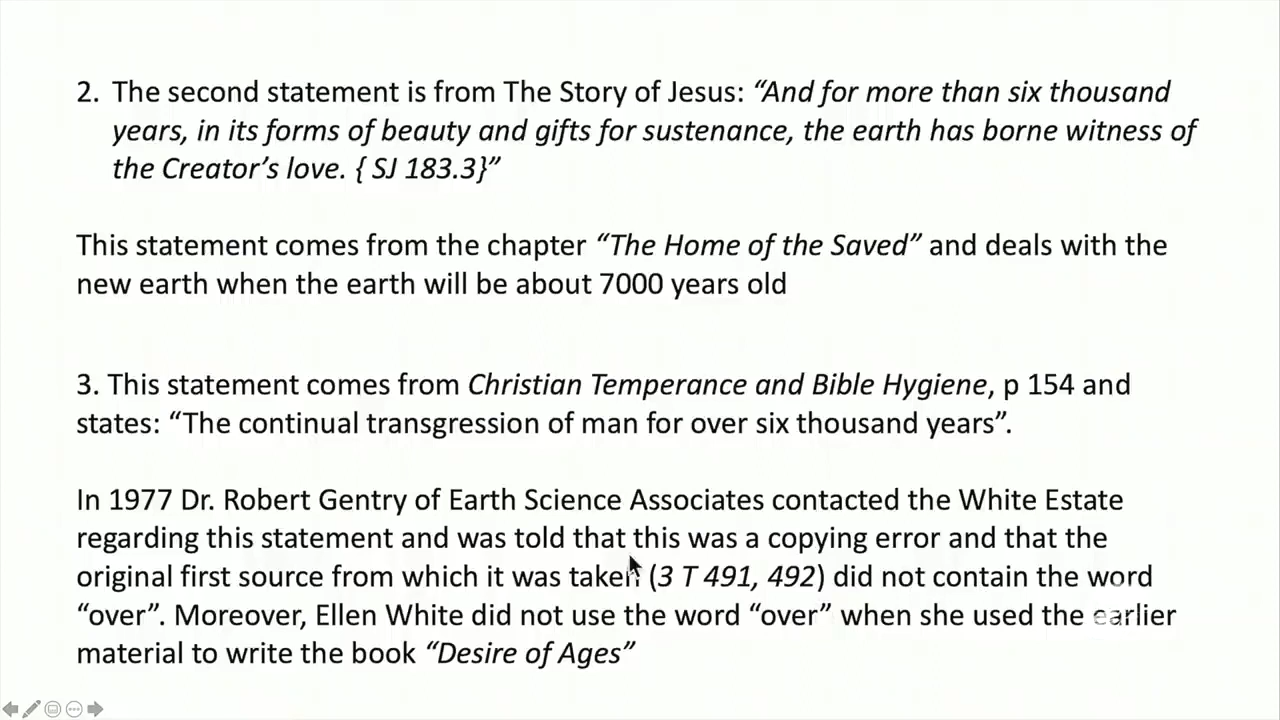 2. The second statement is from The Story of Jesus: “And for more than six thousand
years, in its forms of beauty and gifts for sustenance, the earth has borne witness of
the Creator’s love. { SJ 183.3}”
This statement comes from the chapter “The Home of the Saved” and deals with the
new earth when the earth will be about 7000 years old
3. This statement comes from Christian Temperance and Bible Hygiene, p 154 and
states: “The continual transgression of man for over six thousand years”.
In 1977 Dr. Robert Gentry of Earth Science Associates contacted the White Estate
regarding this statement and was told that this was a copying error and that the
original first source from which it was taken (3 T 491, 492) did not contain the word
“over”. Moreover, Ellen White did not use the word “over” when she used the earlier
material to write the book “Desire of Ages”